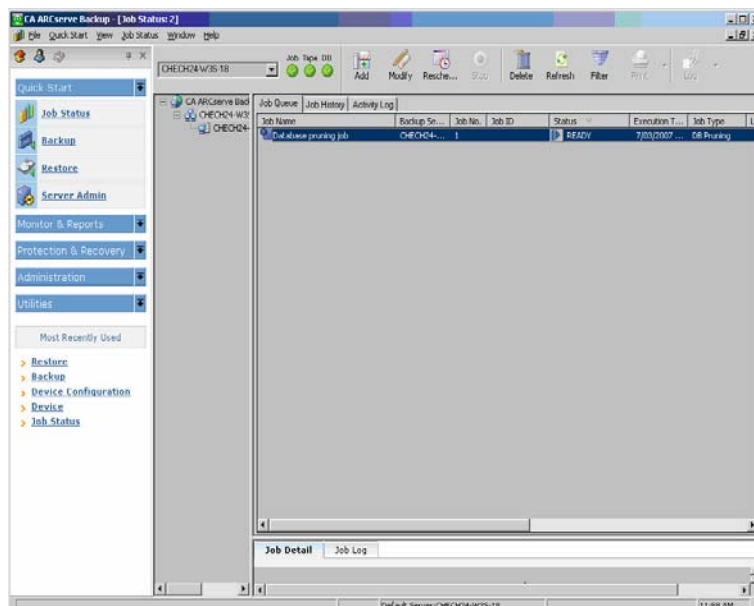 CA ARCserve Backup - [Job Status: 2]
File Quick Start View Job Status Window Help
CHECH24-W3S-18
Job Tape DB
Add Modify Resche... Stop Delete Refresh Filter Print Log
Quick Start
Job Status
Backup
Restore
Server Admin
Monitor & Reports
Protection & Recovery
Administration
Utilities
Most Recently Used
Restore
Backup
Device Configuration
Device
Job Status
CA ARCserve Bad
CHECH24-W3S
CHECH24-
Job Queue Job History Activity Log
Job Name Backup Se... Job No. Job ID Status Execution T... Job Type L
Database pruning job CHECH24-... 1 READY 7/03/2007 ... DB Pruning
Job Detail Job Log
Default Server:CHECH24-W3S-18 11:58 AM